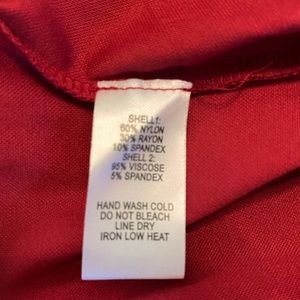 SHELL1:
60% NYLON
30% RAYON
10% SPANDEX
SHELL 2:
95% VISCOSE
5% SPANDEX
HAND WASH COLD
DO NOT BLEACH
LINE DRY
IRON LOW HEAT